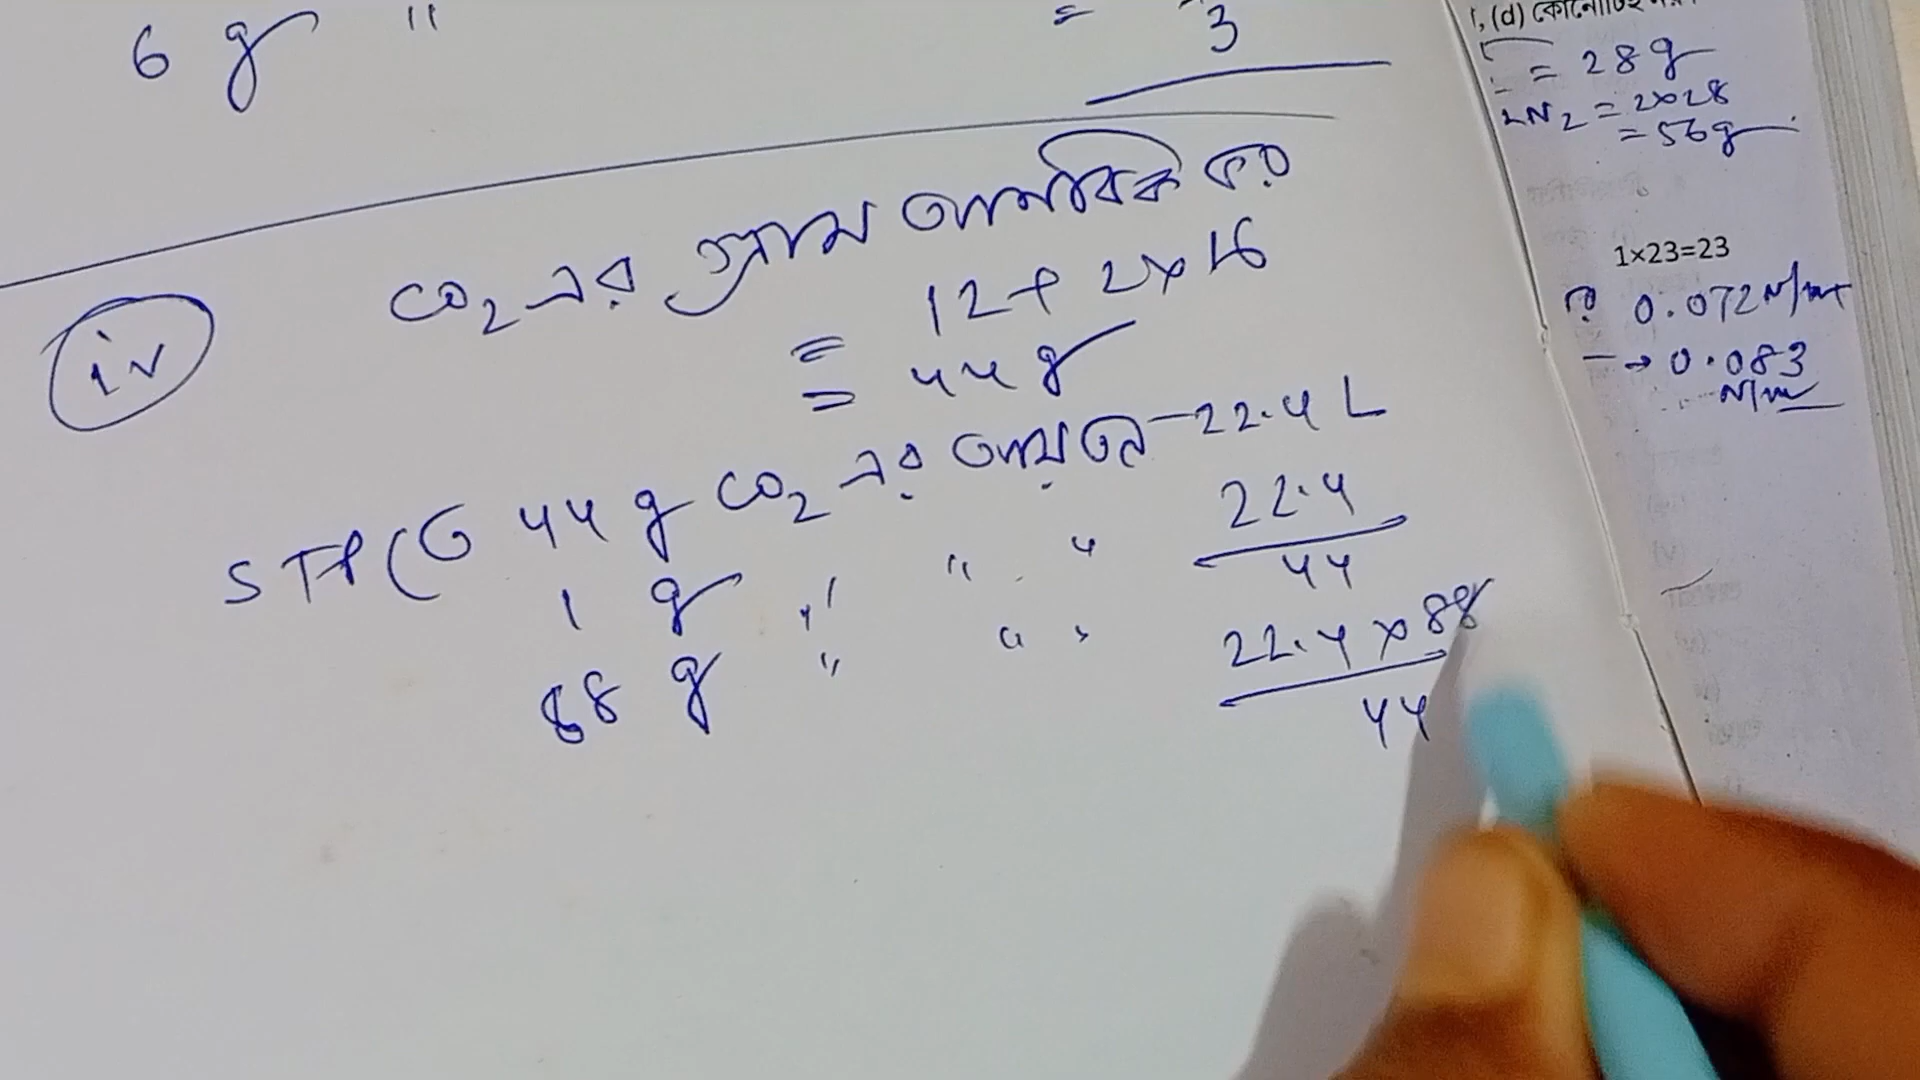 6 g "
= 3
iv
CO2 এর গ্রাম আণবিক ভর
= 12 + 2×16
= 44 g
STP তে 44 g CO2 এর আয়তন - 22.4 L
1 g " " " 22.4
44
88 g " " " 22.4 × 88
44
(d)
= 28 g
2N2 = 2×28
= 56 g
1×23=23
0.072 N/m
→ 0.083
N/m